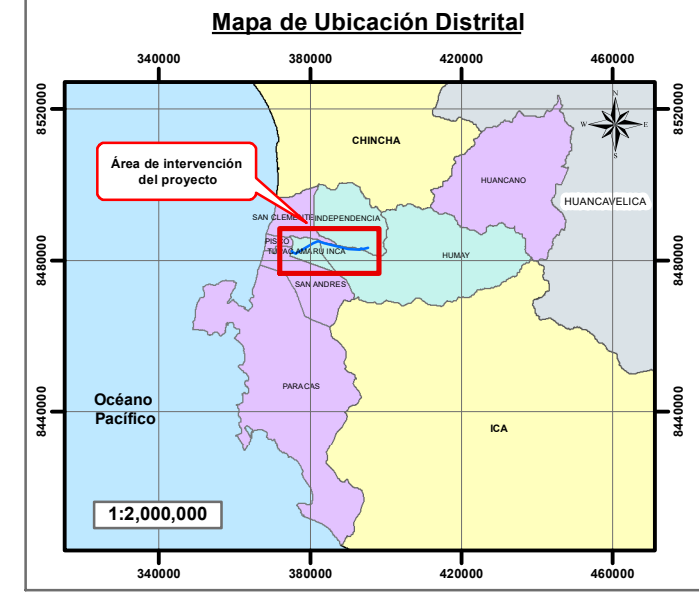 Mapa de Ubicación Distrital
340000 380000 420000 460000
8520000 8520000
N
W E
S
CHINCHA
Área de intervención
del proyecto
HUANCANO
HUANCAVELICA
SAN CLEMENTE INDEPENDENCIA
PISCO
TUPAC AMARU INCA
HUMAY
8480000 8480000
SAN ANDRES
PARACAS
Océano
Pacífico
8440000 8440000
ICA
1:2,000,000
340000 380000 420000 460000